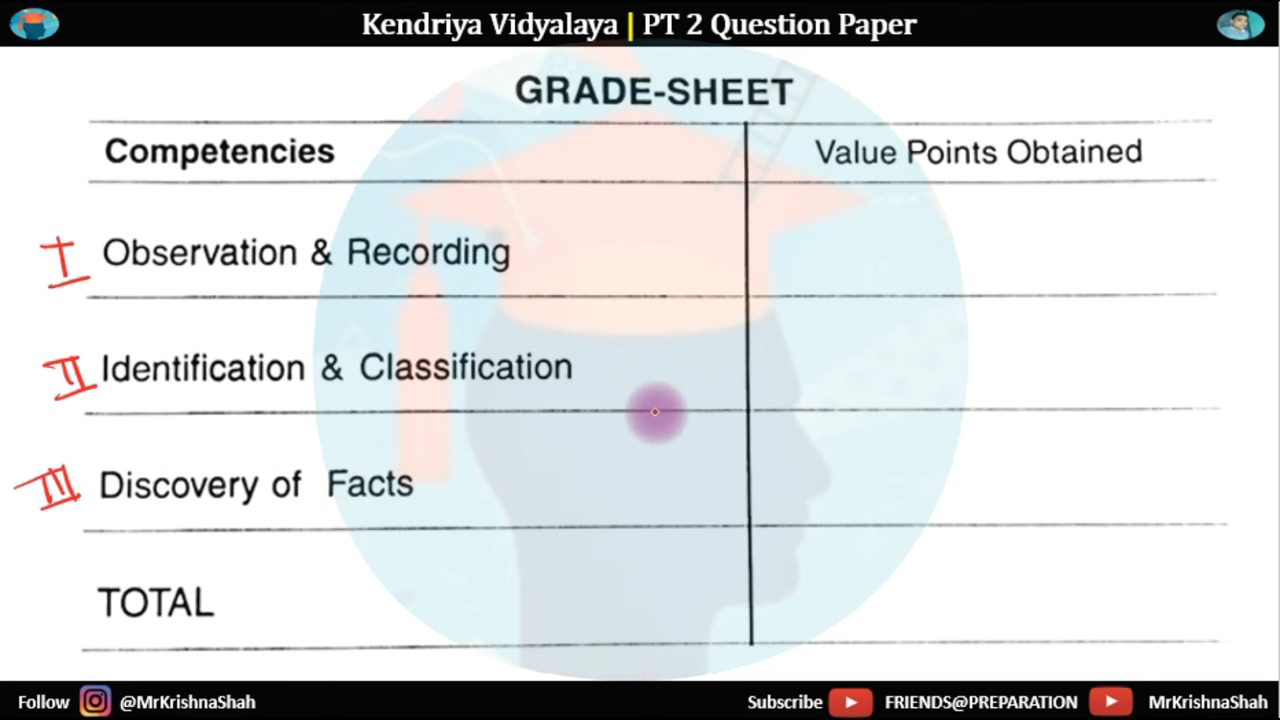 Kendriya Vidyalaya | PT 2 Question Paper
GRADE-SHEET
Competencies Value Points Obtained
I Observation & Recording
II Identification & Classification
III Discovery of Facts
TOTAL
Follow @MrKrishnaShah Subscribe FRIENDS@PREPARATION MrKrishnaShah